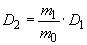 D₂ = m₁/m₀ · D₁